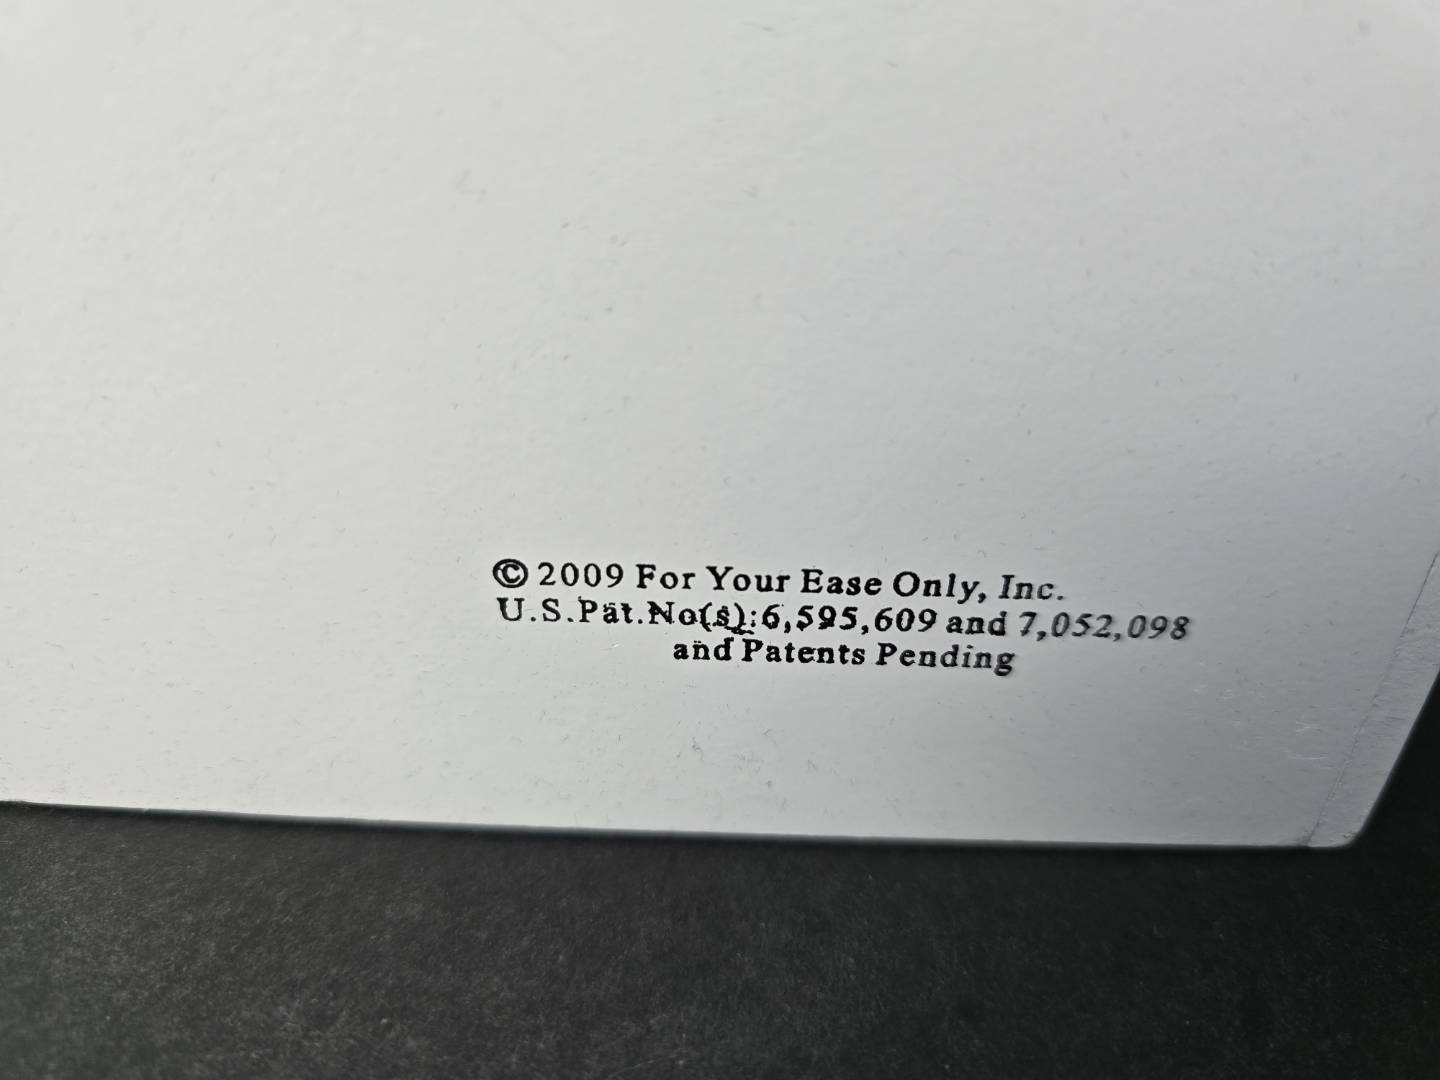 © 2009 For Your Ease Only, Inc.
U.S.Pat.No(s):6,595,609 and 7,052,098
and Patents Pending